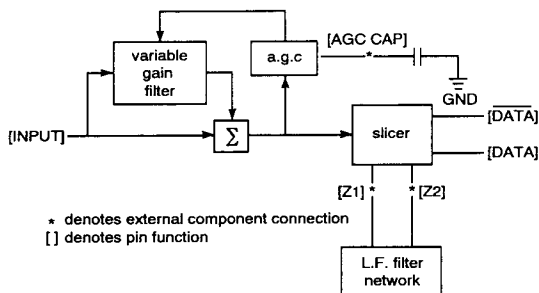 variable
gain
filter
a.g.c
[AGC CAP]
*
GND
[INPUT]
Σ
slicer
[D̅A̅T̅A̅]
[DATA]
[Z1] *
* [Z2]
* denotes external component connection
[ ] denotes pin function
L.F. filter
network